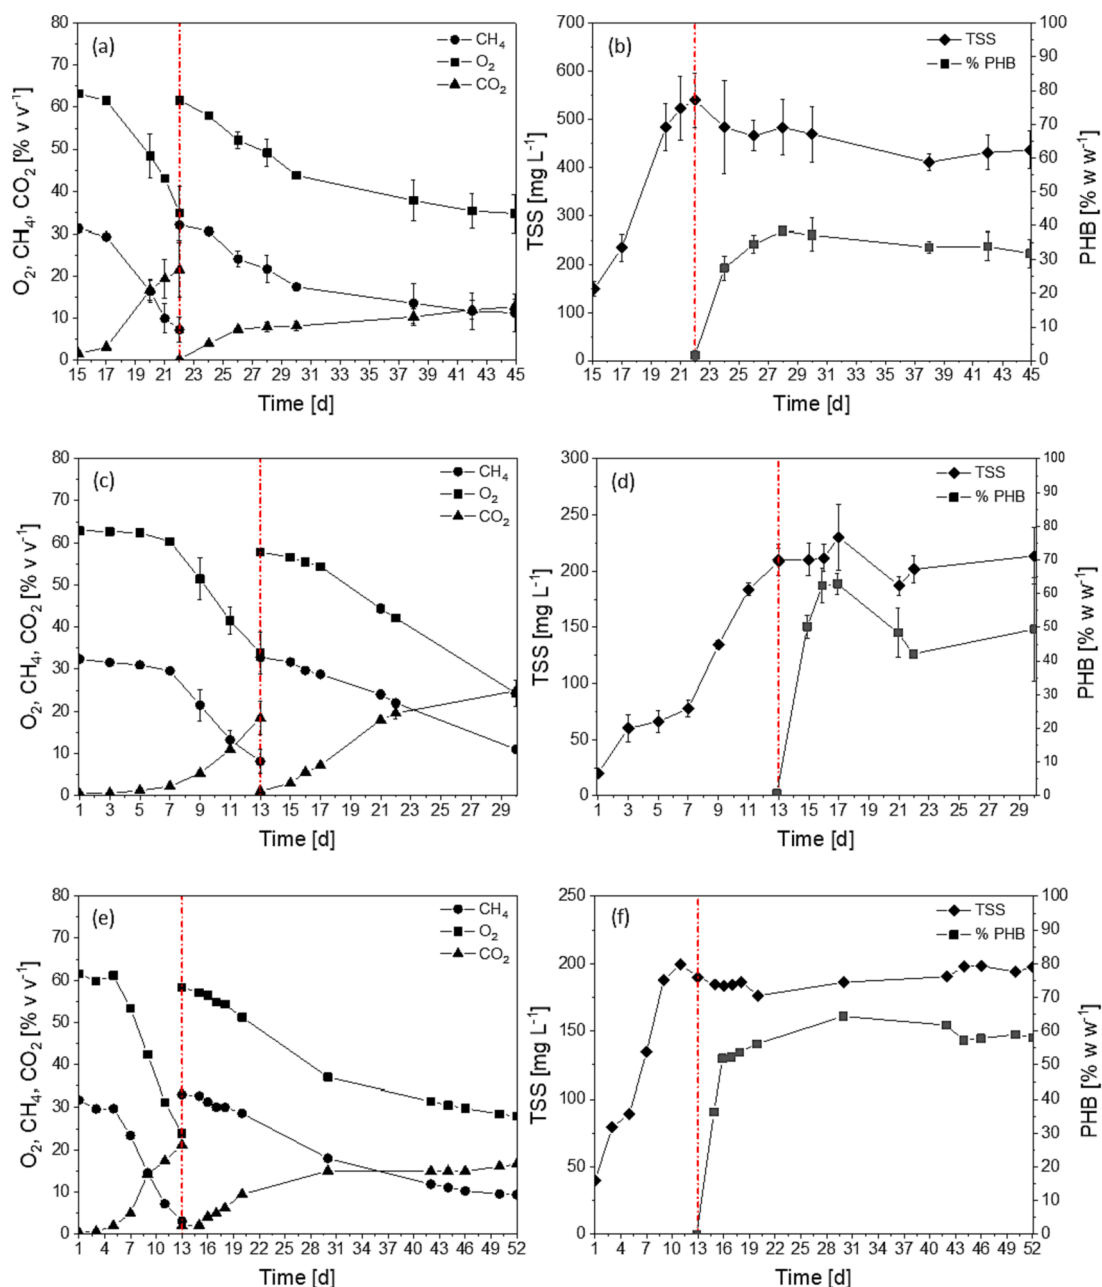 (a)
CH4
O2
CO2
O2, CH4, CO2 [% v v-1]
80
70
60
50
40
30
20
10
0
15 17 19 21 23 25 27 29 31 33 35 37 39 41 43 45
Time [d]
(b)
TSS
% PHB
TSS [mg L-1]
700
600
500
400
300
200
100
0
PHB [% w w-1]
100
90
80
70
60
50
40
30
20
10
0
15 17 19 21 23 25 27 29 31 33 35 37 39 41 43 45
Time [d]
(c)
CH4
O2
CO2
O2, CH4, CO2 [% v v-1]
80
70
60
50
40
30
20
10
0
1 3 5 7 9 11 13 15 17 19 21 23 25 27 29
Time [d]
(d)
TSS
% PHB
TSS [mg L-1]
300
250
200
150
100
50
0
PHB [% w w-1]
100
90
80
70
60
50
40
30
20
10
0
1 3 5 7 9 11 13 15 17 19 21 23 25 27 29
Time [d]
(e)
CH4
O2
CO2
O2, CH4, CO2 [% v v-1]
80
70
60
50
40
30
20
10
0
1 4 7 10 13 16 19 22 25 28 31 34 37 40 43 46 49 52
Time [d]
(f)
TSS
% PHB
TSS [mg L-1]
250
200
150
100
50
0
PHB [% w w-1]
100
90
80
70
60
50
40
30
20
10
0
1 4 7 10 13 16 19 22 25 28 31 34 37 40 43 46 49 52
Time [d]